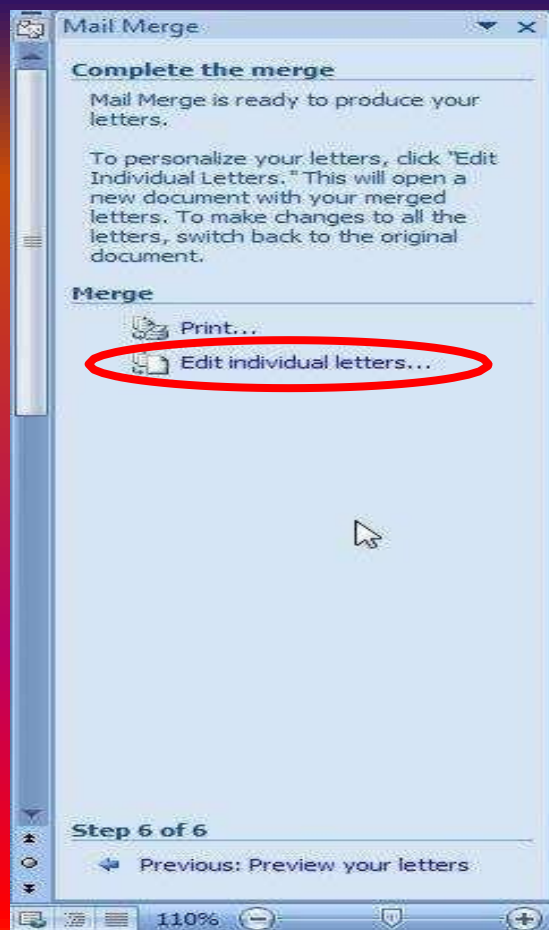 Mail Merge
Complete the merge
Mail Merge is ready to produce your
letters.
To personalize your letters, click "Edit
Individual Letters." This will open a
new document with your merged
letters. To make changes to all the
letters, switch back to the original
document.
Merge
Print...
Edit individual letters...
Step 6 of 6
Previous: Preview your letters
110%